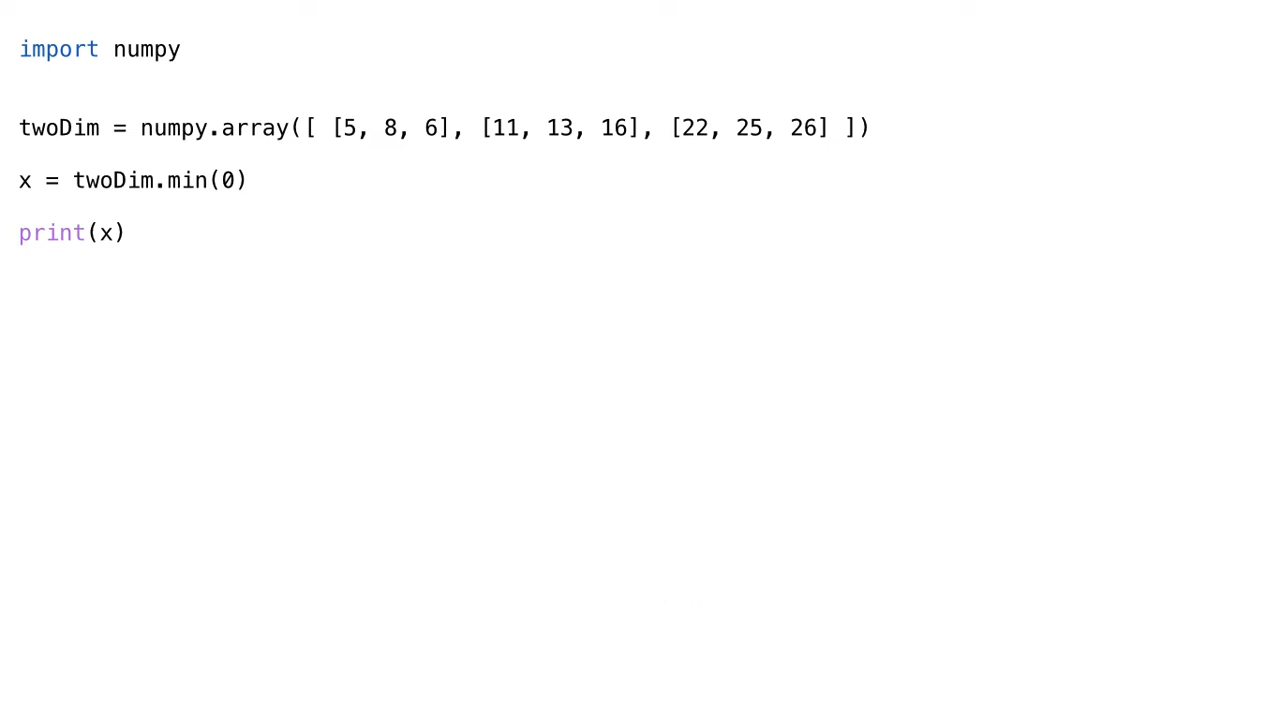 import numpy
twoDim = numpy.array([ [5, 8, 6], [11, 13, 16], [22, 25, 26] ])
x = twoDim.min(0)
print(x)